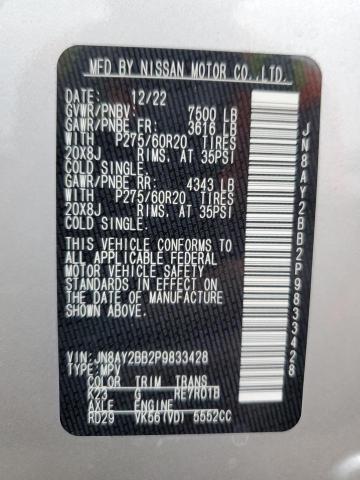 MFD BY NISSAN MOTOR CO.,LTD.
DATE: 12/22
GVWR/PNBV: 7500 LB
GAWR/PNBE FR: 3616 LB
WITH P275/60R20 TIRES
20X8J RIMS, AT 35PSI
COLD SINGLE.
GAWR/PNBE RR: 4343 LB
WITH P275/60R20 TIRES
20X8J RIMS, AT 35PSI
COLD SINGLE.
THIS VEHICLE CONFORMS TO
ALL APPLICABLE FEDERAL
MOTOR VEHICLE SAFETY
STANDARDS IN EFFECT ON
THE DATE OF MANUFACTURE
SHOWN ABOVE.
VIN: JN8AY2BB2P9833428
TYPE: MPV
COLOR TRIM TRANS
K23 G RE7R0TB
AXLE ENGINE
RD29 VK56(VD) 5552CC
JN8AY2BB2P9833428